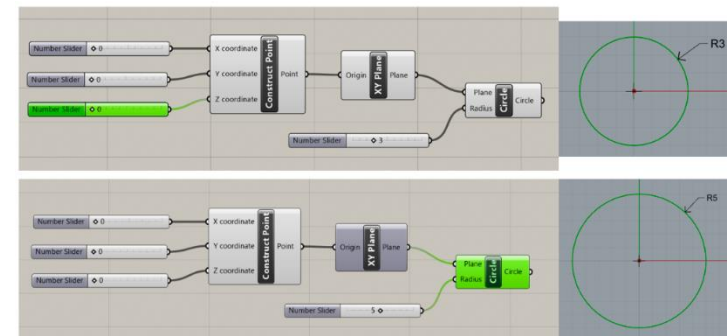 Number Slider 0
Number Slider 0
Number Slider 0
X coordinate
Y coordinate
Z coordinate
Construct Point
Point
Origin
XY Plane
Plane
Number Slider 3
Plane
Radius
Circle
Circle
R3
Number Slider 0
Number Slider 0
Number Slider 0
X coordinate
Y coordinate
Z coordinate
Construct Point
Point
Origin
XY Plane
Plane
Number Slider 5
Plane
Radius
Circle
Circle
R5